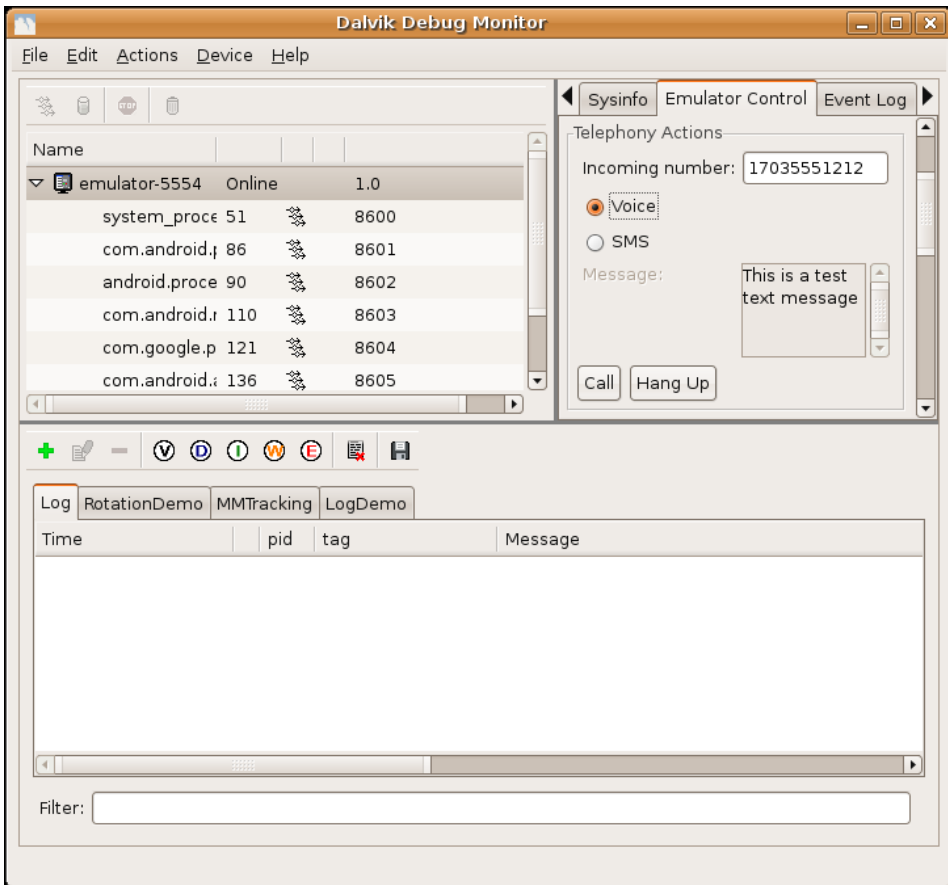 Dalvik Debug Monitor
File Edit Actions Device Help
Sysinfo Emulator Control Event Log
STOP
Name
emulator-5554 Online 1.0
system_proce 51 8600
com.android. 86 8601
android.proce 90 8602
com.android. 110 8603
com.google.p 121 8604
com.android. 136 8605
Telephony Actions
Incoming number: 17035551212
Voice
SMS
Message: This is a test
text message
Call Hang Up
V D I W E
Log RotationDemo MMTracking LogDemo
Time pid tag Message
Filter: